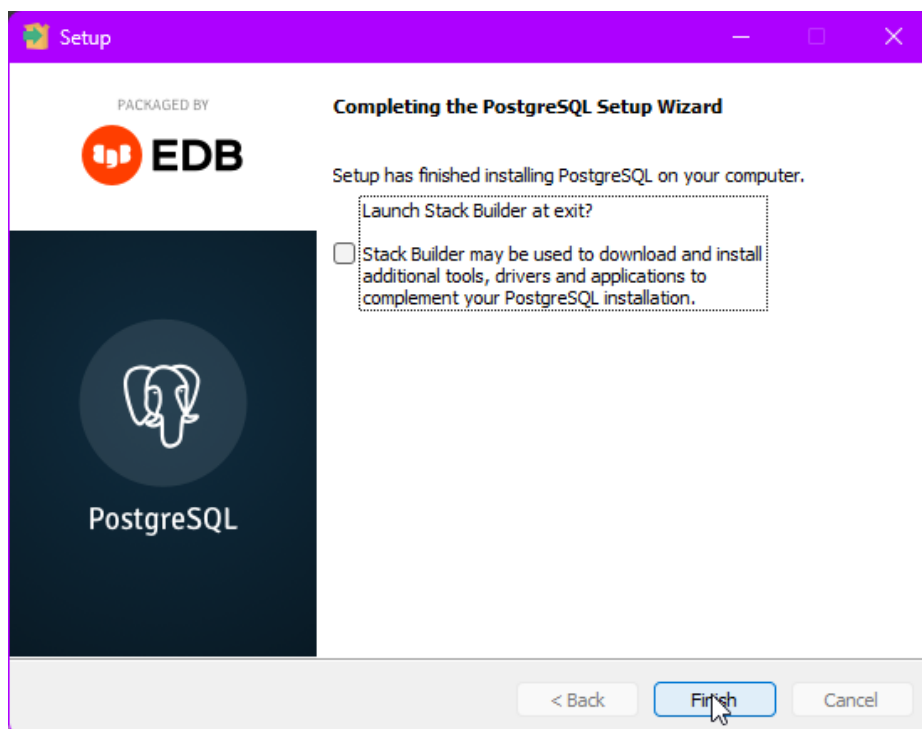 Setup
PACKAGED BY
EDB
Completing the PostgreSQL Setup Wizard
Setup has finished installing PostgreSQL on your computer.
Launch Stack Builder at exit?
Stack Builder may be used to download and install
additional tools, drivers and applications to
complement your PostgreSQL installation.
PostgreSQL
< Back
Finish
Cancel